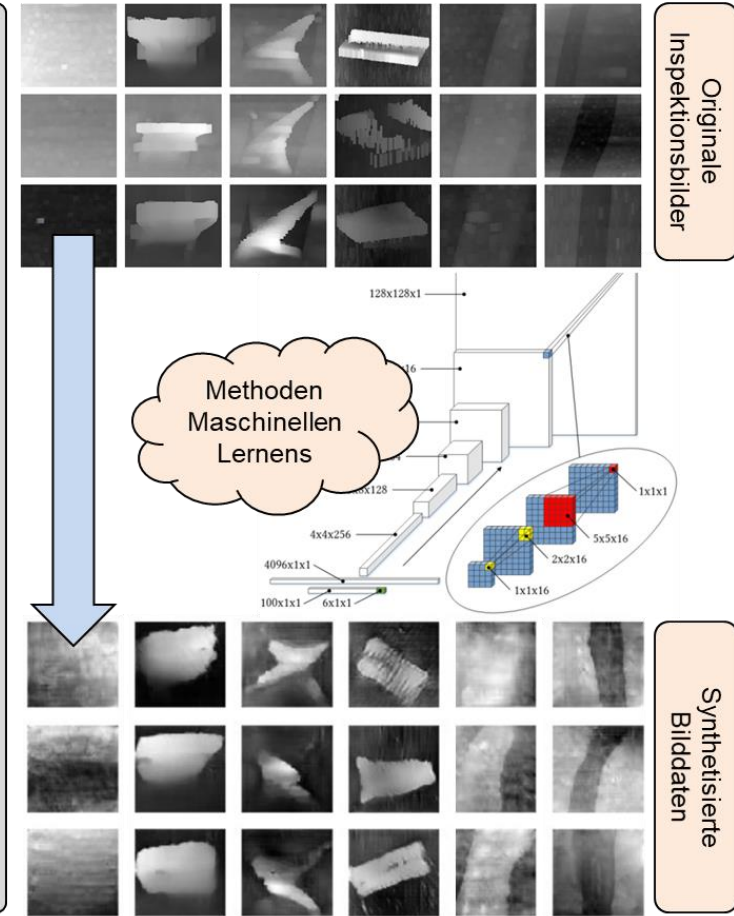 Originale
Inspektionsbilder
128x128x1
Methoden
Maschinellen
Lernens
4x4x256
4096x1x1
100x1x1
6x1x1
1x1x1
5x5x16
2x2x16
1x1x16
Synthetisierte
Bilddaten